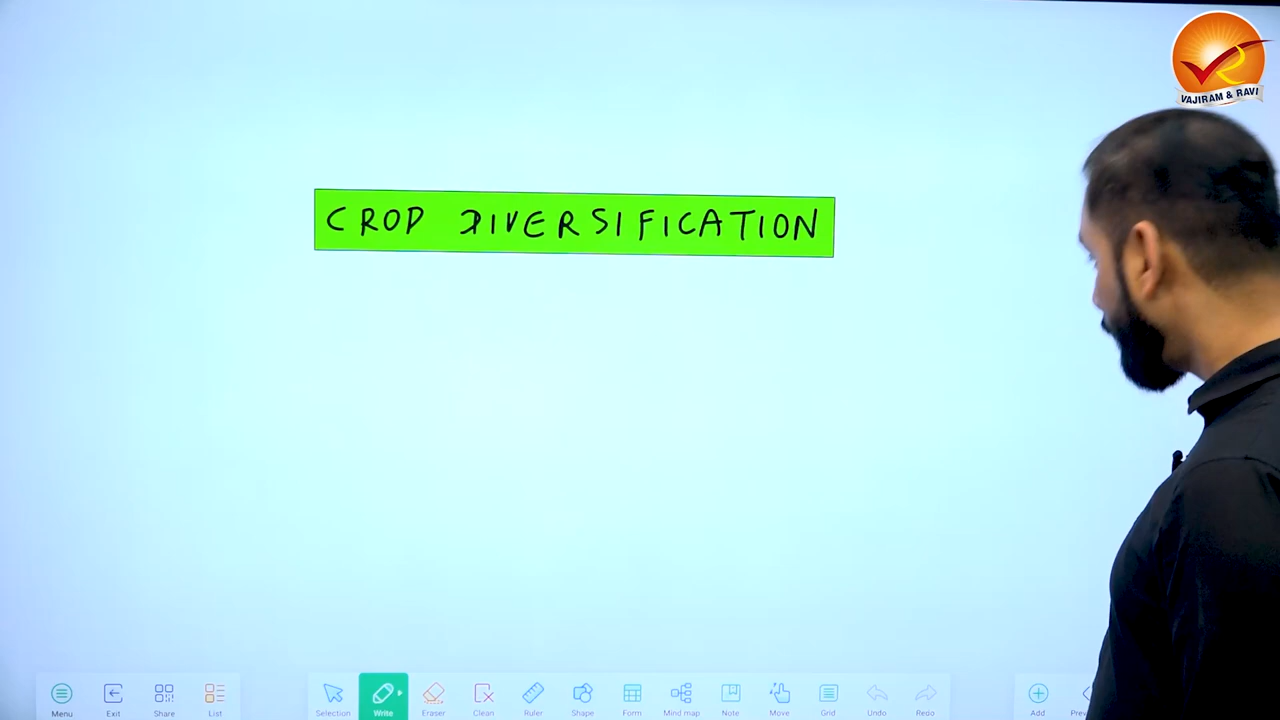 VAJIRAM & RAVI
CROP DIVERSIFICATION
Menu
Exit
Share
List
Selection
Write
Eraser
Clean
Ruler
Shape
Form
Mind map
Note
Move
Grid
Undo
Redo
Add